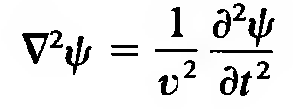 ∇²ψ = 1/v² ∂²ψ/∂t²